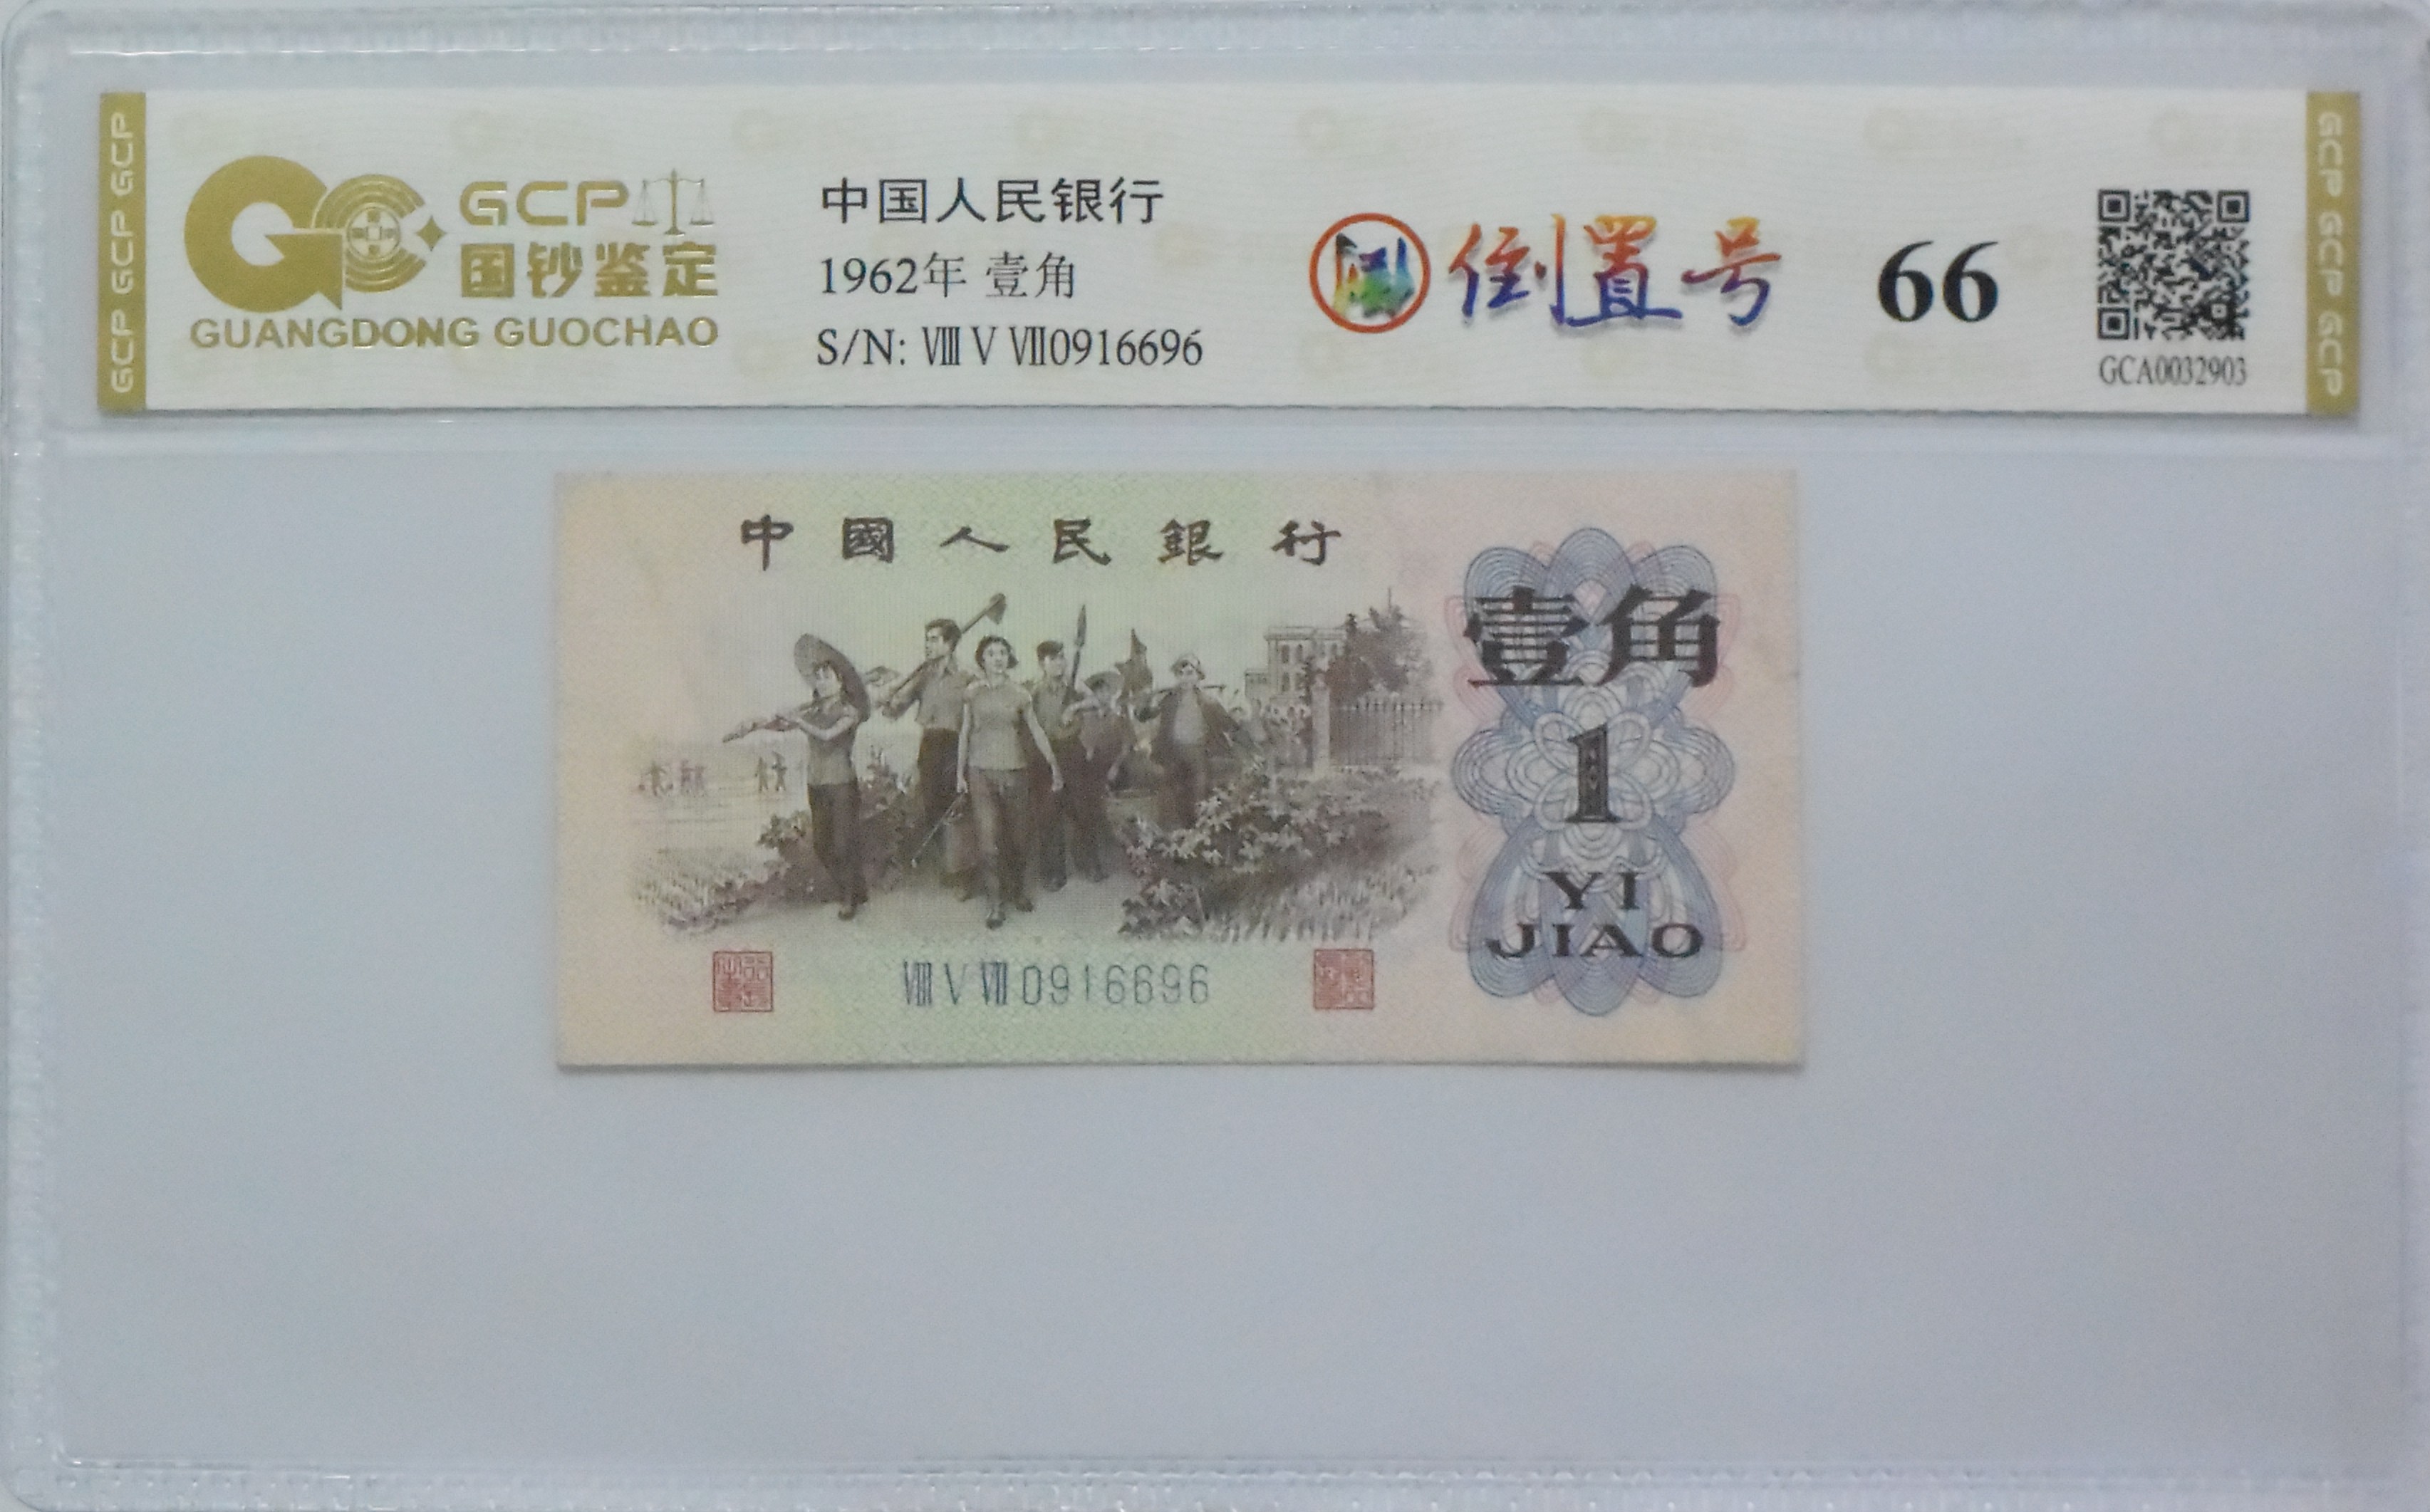 GCP GCP GCP
GCP
国钞鉴定
GUANGDONG GUOCHAO
中国人民银行
1962年 壹角
S/N: Ⅷ Ⅴ Ⅶ0916696
倒置号
66
GCA0032903
GCP GCP GCP
中國人民銀行
壹角
1
YI
JIAO
Ⅷ Ⅴ Ⅶ 0916696